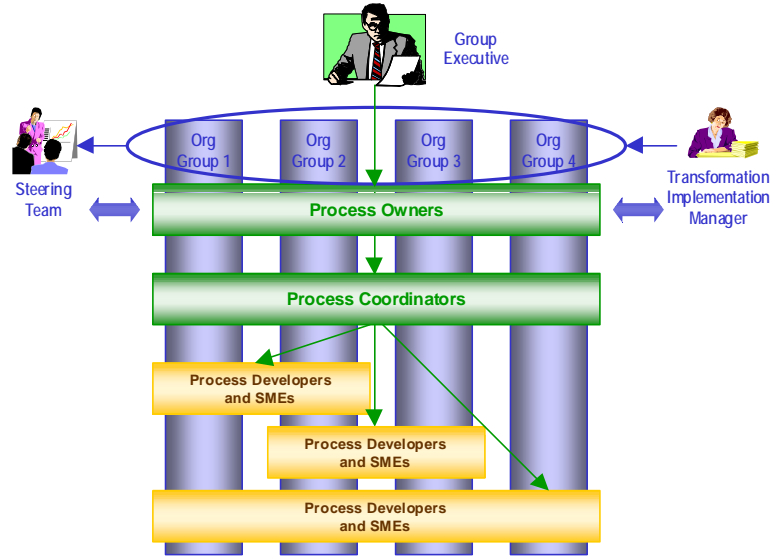 Group
Executive
Org
Group 1
Org
Group 2
Org
Group 3
Org
Group 4
Steering
Team
Transformation
Implementation
Manager
Process Owners
Process Coordinators
Process Developers
and SMEs
Process Developers
and SMEs
Process Developers
and SMEs